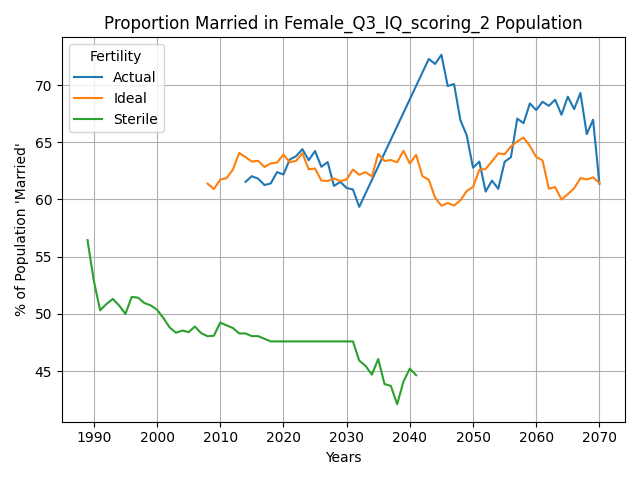 Proportion Married in Female_Q3_IQ_scoring_2 Population
Fertility
Actual
Ideal
Sterile
% of Population 'Married'
70
65
60
55
50
45
1990 2000 2010 2020 2030 2040 2050 2060 2070
Years